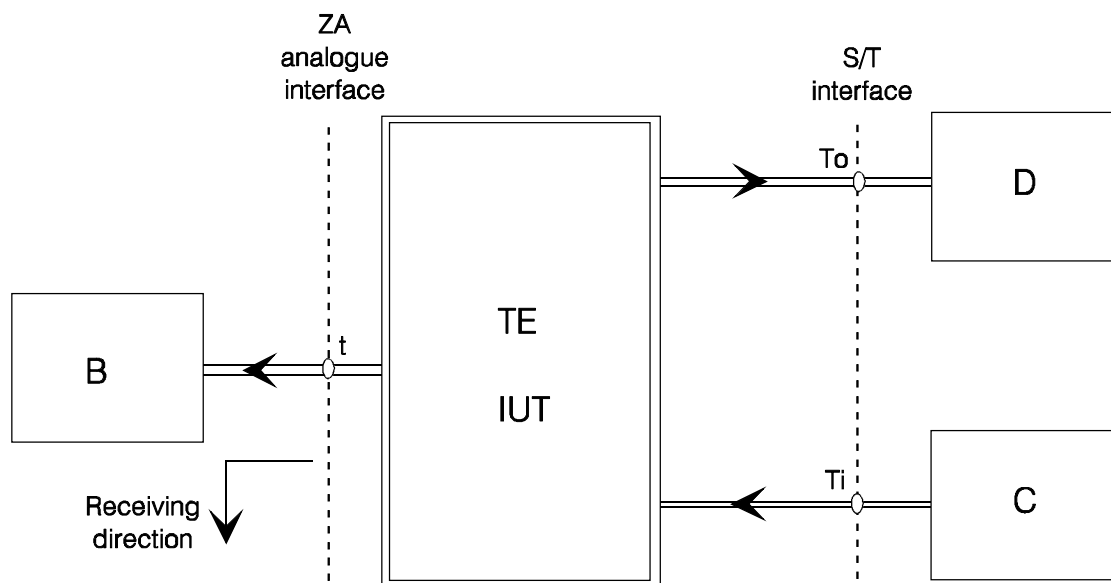 ZA
analogue
interface
S/T
interface
To
D
TE
IUT
t
B
Receiving
direction
Ti
C